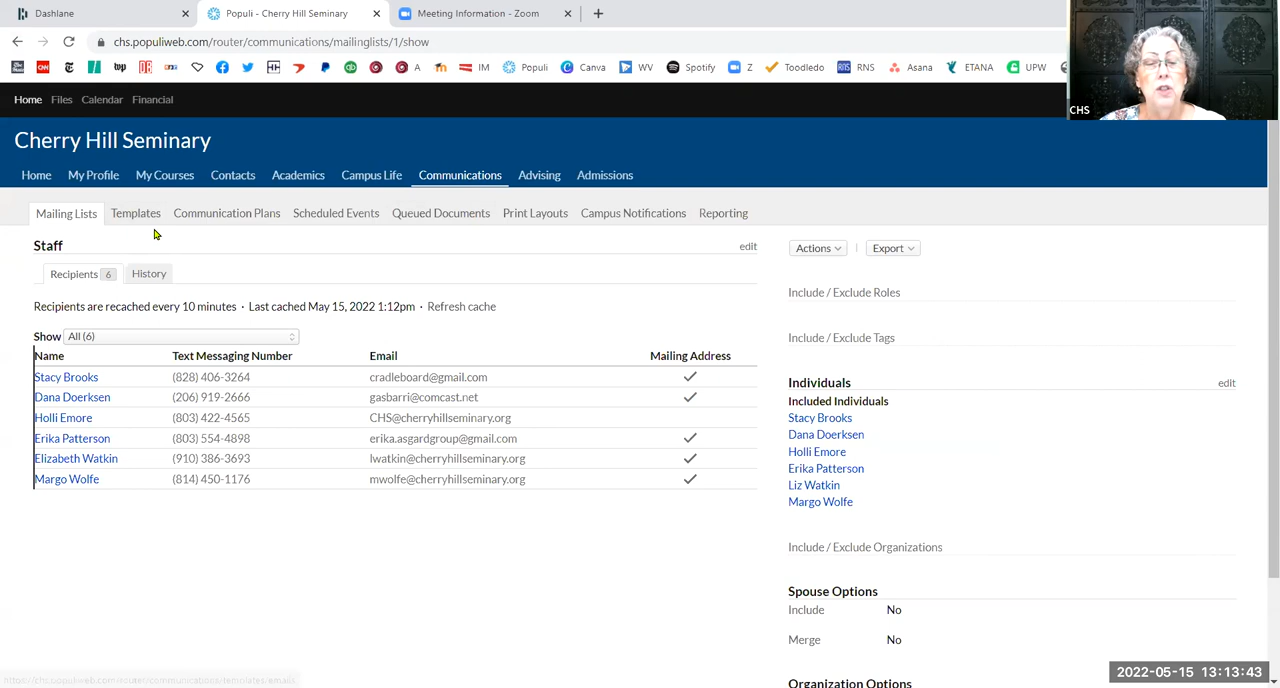 Dashlane
Populi - Cherry Hill Seminary
Meeting Information - Zoom
chs.populiweb.com/router/communications/mailinglists/1/show
IM
Populi
Canva
WV
Spotify
Z
Toodledo
RNS
Asana
ETANA
UPW
CHS
Home Files Calendar Financial
Cherry Hill Seminary
Home My Profile My Courses Contacts Academics Campus Life Communications Advising Admissions
Mailing Lists Templates Communication Plans Scheduled Events Queued Documents Print Layouts Campus Notifications Reporting
Staff edit
Recipients 6 History
Recipients are recached every 10 minutes · Last cached May 15, 2022 1:12pm · Refresh cache
Show All (6)
Name Text Messaging Number Email Mailing Address
Stacy Brooks (828) 406-3264 cradleboard@gmail.com
Dana Doerksen (206) 919-2666 gasbarri@comcast.net
Holli Emore (803) 422-4565 CHS@cherryhillseminary.org
Erika Patterson (803) 554-4898 erika.asgardgroup@gmail.com
Elizabeth Watkin (910) 386-3693 lwatkin@cherryhillseminary.org
Margo Wolfe (814) 450-1176 mwolfe@cherryhillseminary.org
Actions | Export
Include / Exclude Roles
Include / Exclude Tags
Individuals edit
Included Individuals
Stacy Brooks
Dana Doerksen
Holli Emore
Erika Patterson
Liz Watkin
Margo Wolfe
Include / Exclude Organizations
Spouse Options
Include No
Merge No
Organization Options
https://chs.populiweb.com/router/communications/templates/emails
2022-05-15 13:13:43